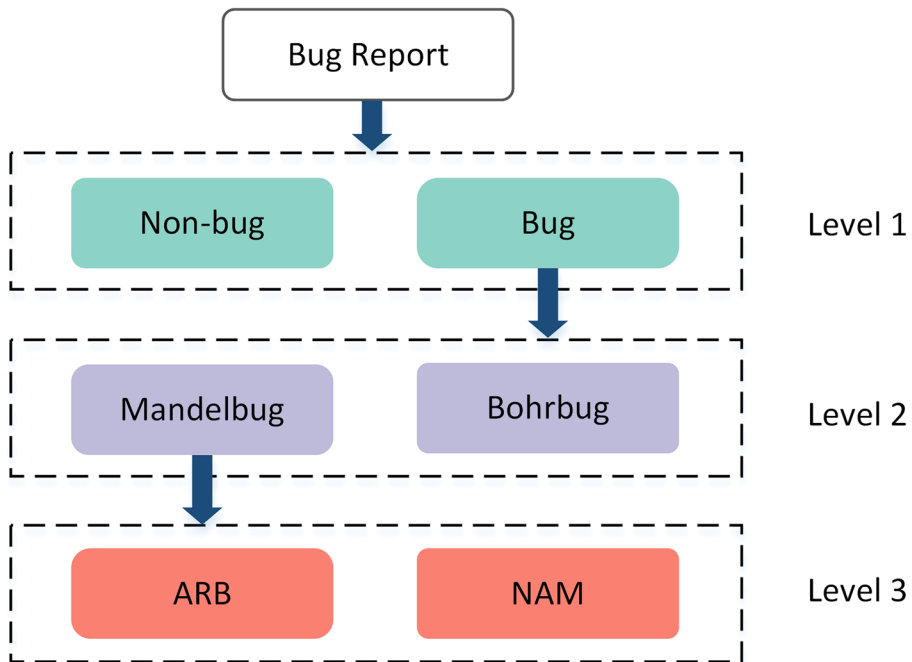 Bug Report
Non-bug
Bug
Level 1
Mandelbug
Bohrbug
Level 2
ARB
NAM
Level 3